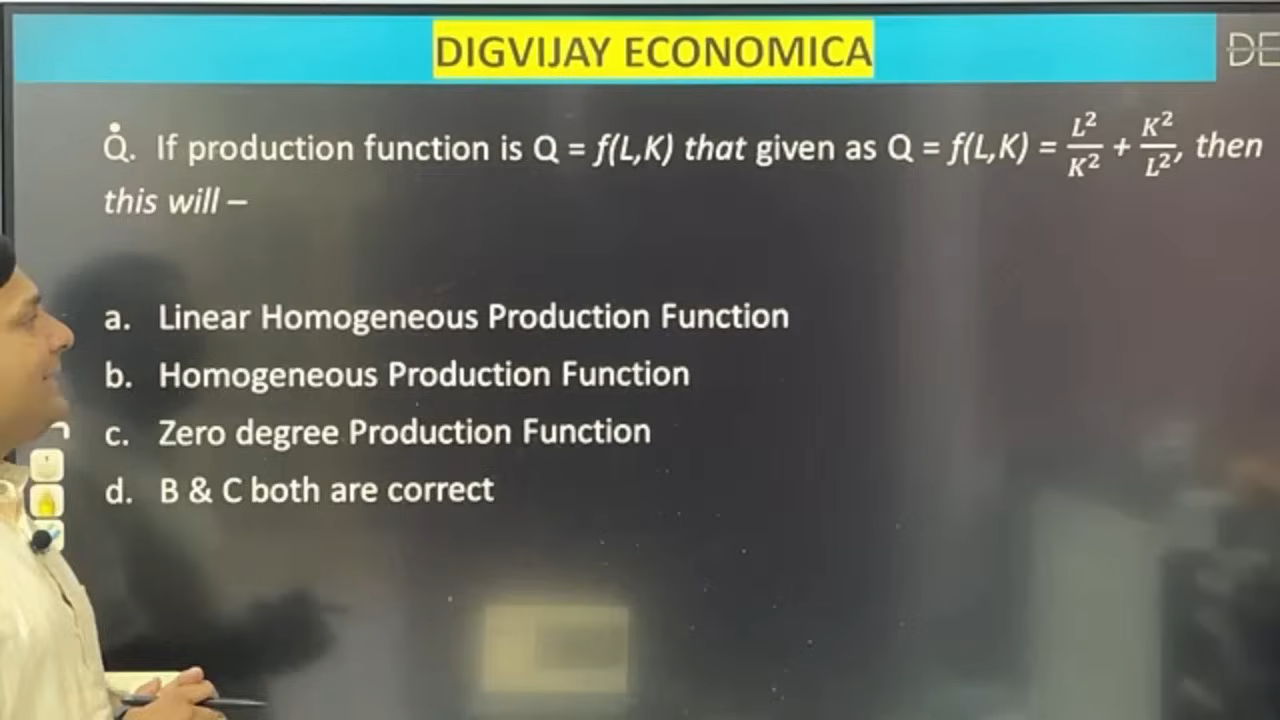 DIGVIJAY ECONOMICA
DE
Q. If production function is Q = f(L,K) that given as Q = f(L,K) = L²/K² + K²/L², then
this will –
a. Linear Homogeneous Production Function
b. Homogeneous Production Function
c. Zero degree Production Function
d. B & C both are correct